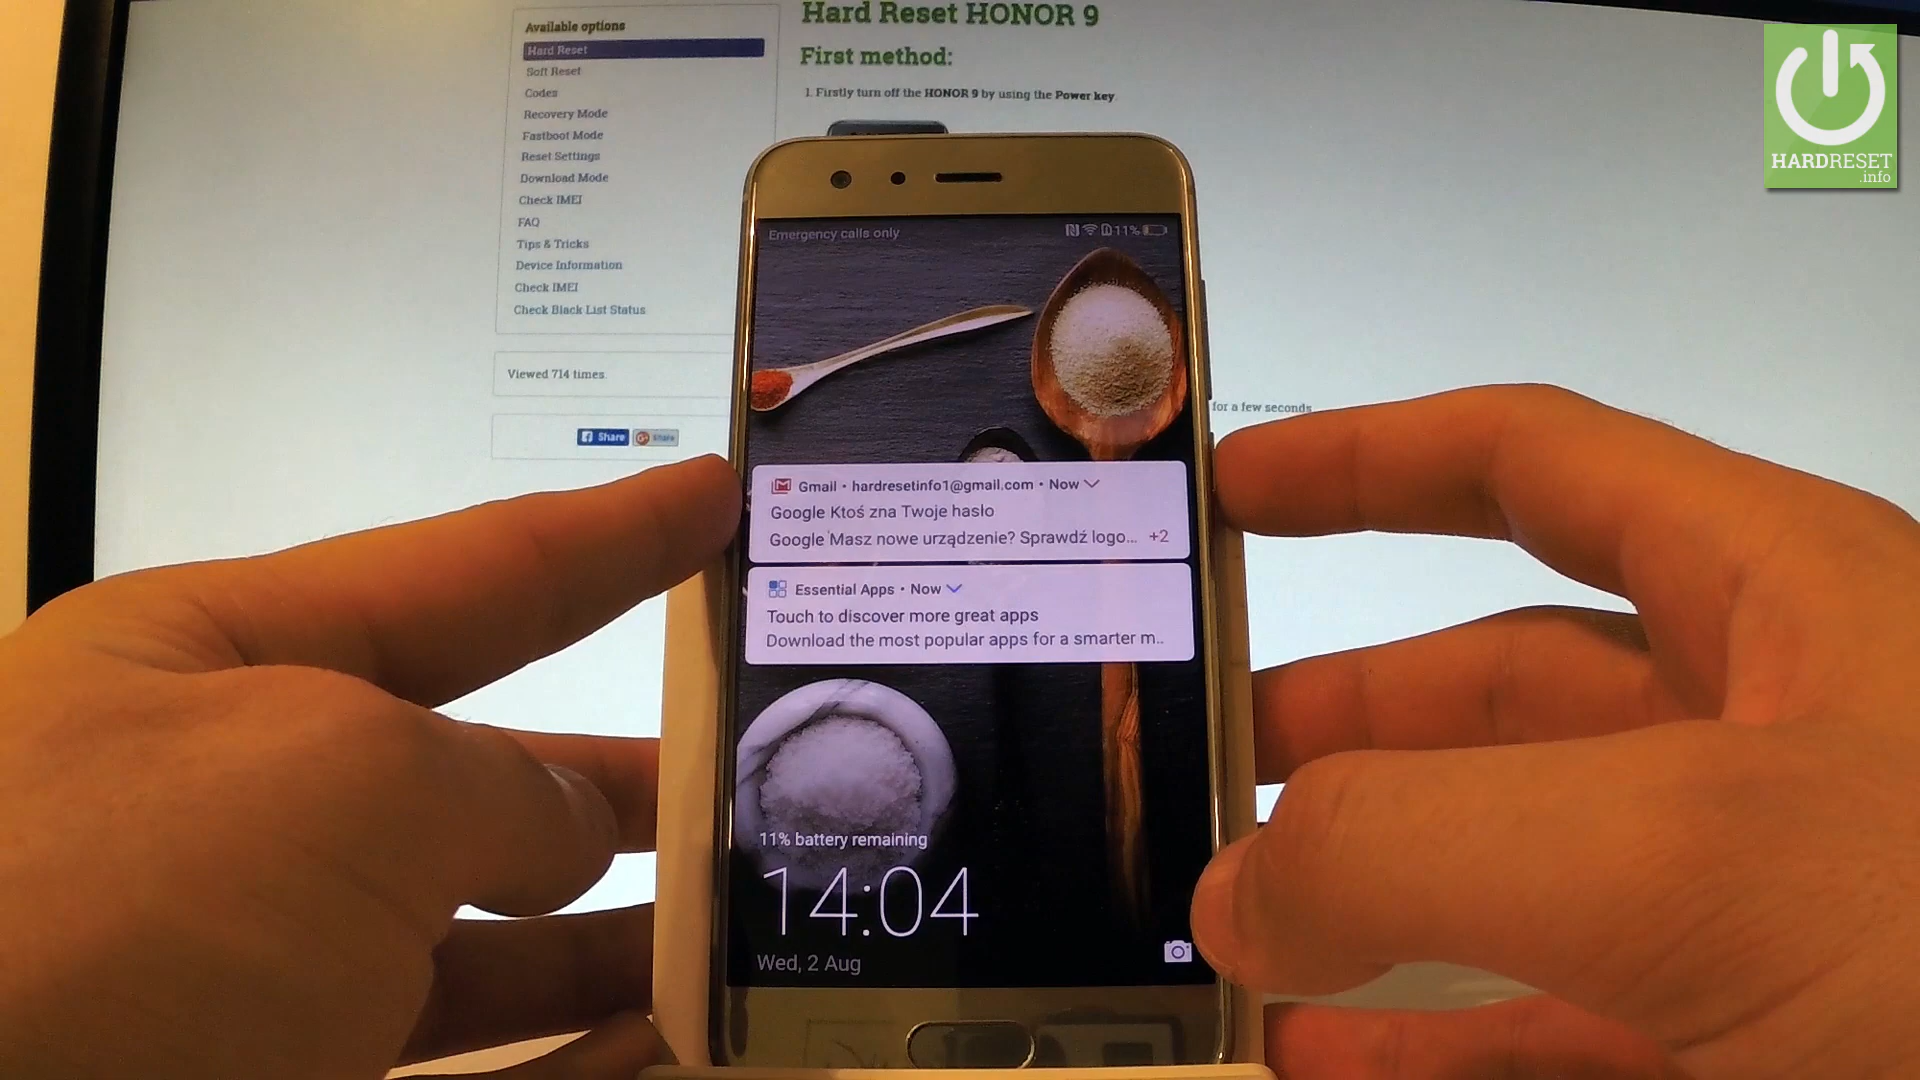 Available options
Hard Reset
Soft Reset
Codes
Recovery Mode
Fastboot Mode
Reset Settings
Download Mode
Check IMEI
FAQ
Tips & Tricks
Device Information
Check IMEI
Check Black List Status
Viewed 714 times.
Share
Share
Hard Reset HONOR 9
First method:
1. Firstly turn off the HONOR 9 by using the Power key.
for a few seconds.
HARDRESET
.info
Emergency calls only
11%
Gmail • hardresetinfo1@gmail.com • Now
Google Ktoś zna Twoje hasło
Google Masz nowe urządzenie? Sprawdź logo... +2
Essential Apps • Now
Touch to discover more great apps
Download the most popular apps for a smarter m..
11% battery remaining
14:04
Wed, 2 Aug